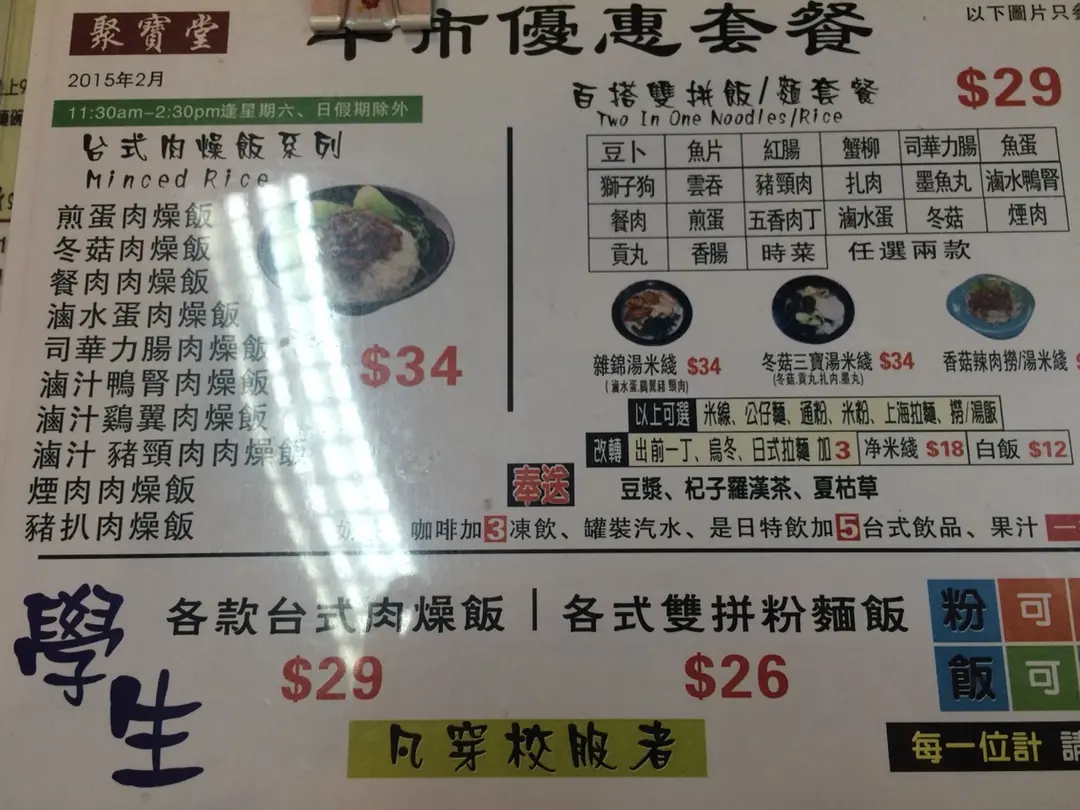 聚寶堂
市優惠套餐
以下圖片只
2015年2月
11:30am-2:30pm逢星期六、日假期除外
台式肉燥飯系列
Minced Rice
煎蛋肉燥飯
冬菇肉燥飯
餐肉肉燥飯
滷水蛋肉燥飯
司華力腸肉燥飯
滷汁鴨腎肉燥飯
滷汁鷄翼肉燥飯
滷汁 豬頸肉肉燥飯
煙肉肉燥飯
豬扒肉燥飯
$34
百搭雙拼飯/麵套餐
Two In One Noodles/Rice
$29
豆卜 魚片 紅腸 蟹柳 司華力腸 魚蛋
獅子狗 雲吞 豬頸肉 扎肉 墨魚丸 滷水鴨腎
餐肉 煎蛋 五香肉丁 滷水蛋 冬菇 煙肉
貢丸 香腸 時菜 任選兩款
雜錦湯米綫 $34
(滷水蛋,鷄翼,豬頸肉)
冬菇三寶湯米綫 $34
(冬菇,貢丸,扎肉,墨丸)
香菇辣肉撈/湯米綫
以上可選 米線、公仔麵、通粉、米粉、上海拉麵、撈/湯飯
改轉 出前一丁、烏冬、日式拉麵 加3 净米綫 $18 白飯 $12
奉送 豆漿、杞子羅漢茶、夏枯草
咖啡加3凍飲、罐裝汽水、是日特飲加5台式飲品、果汁
學生
各款台式肉燥飯 | 各式雙拼粉麵飯
$29 $26
凡穿校服者
粉 可
飯 可
每一位計